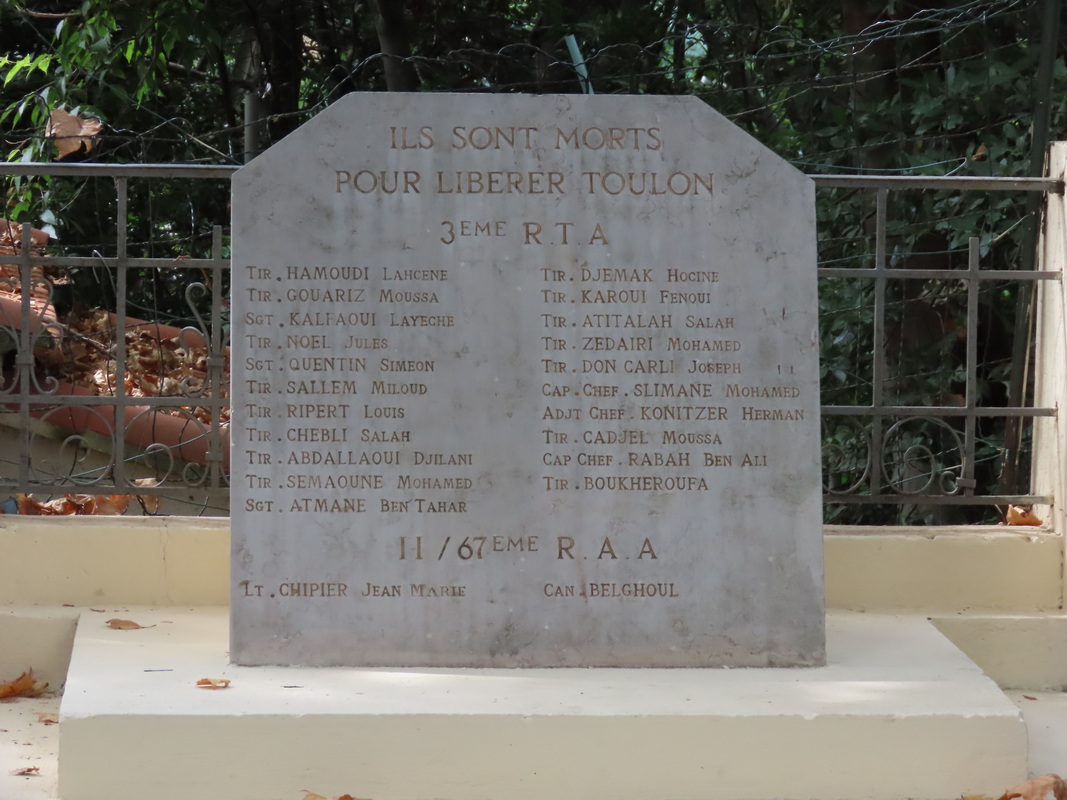 ILS SONT MORTS
POUR LIBERER TOULON
3EME R.T.A
TIR. HAMOUDI LAHCENE
TIR. GOUARIZ MOUSSA
SGT. KALFAOUI LAYECHE
TIR. NOEL JULES
SGT. QUENTIN SIMEON
TIR. SALLEM MILOUD
TIR. RIPERT LOUIS
TIR. CHEBLI SALAH
TIR. ABDALLAOUI DJILANI
TIR. SEMAOUNE MOHAMED
SGT. ATMANE BEN TAHAR
TIR. DJEMAK HOCINE
TIR. KAROUI FENOUI
TIR. ATITALAH SALAH
TIR. ZEDAIRI MOHAMED
TIR. DON CARLI JOSEPH
CAP. CHEF. SLIMANE MOHAMED
ADJT CHEF. KONITZER HERMAN
TIR. CADJEL MOUSSA
CAP CHEF. RABAH BEN ALI
TIR. BOUKHEROUFA
II/67EME R.A.A
LT. CHIPIER JEAN MARIE
CAN. BELGHOUL